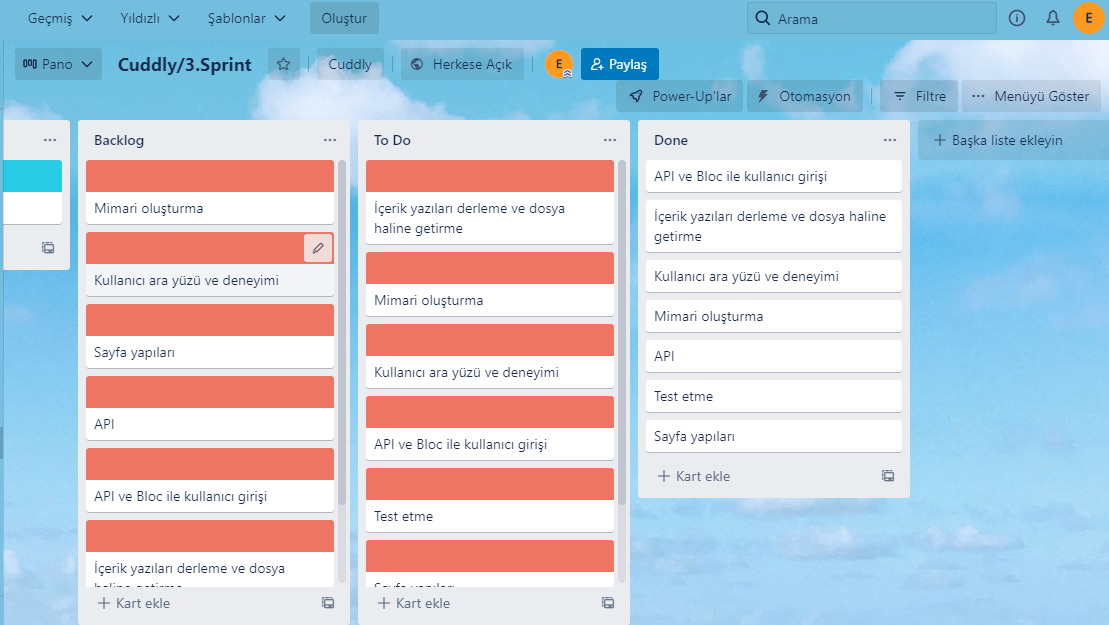 Geçmiş
Yıldızlı
Şablonlar
Oluştur
Arama
E
Pano
Cuddly/3.Sprint
Cuddly
Herkese Açık
E
Paylaş
Power-Up'lar
Otomasyon
Filtre
Menüyü Göster
Backlog
Mimari oluşturma
Kullanıcı ara yüzü ve deneyimi
Sayfa yapıları
API
API ve Bloc ile kullanıcı girişi
İçerik yazıları derleme ve dosya
haline getirme
Kart ekle
To Do
İçerik yazıları derleme ve dosya
haline getirme
Mimari oluşturma
Kullanıcı ara yüzü ve deneyimi
API ve Bloc ile kullanıcı girişi
Test etme
Sayfa yapıları
Kart ekle
Done
API ve Bloc ile kullanıcı girişi
İçerik yazıları derleme ve dosya haline
getirme
Kullanıcı ara yüzü ve deneyimi
Mimari oluşturma
API
Test etme
Sayfa yapıları
Kart ekle
Başka liste ekleyin